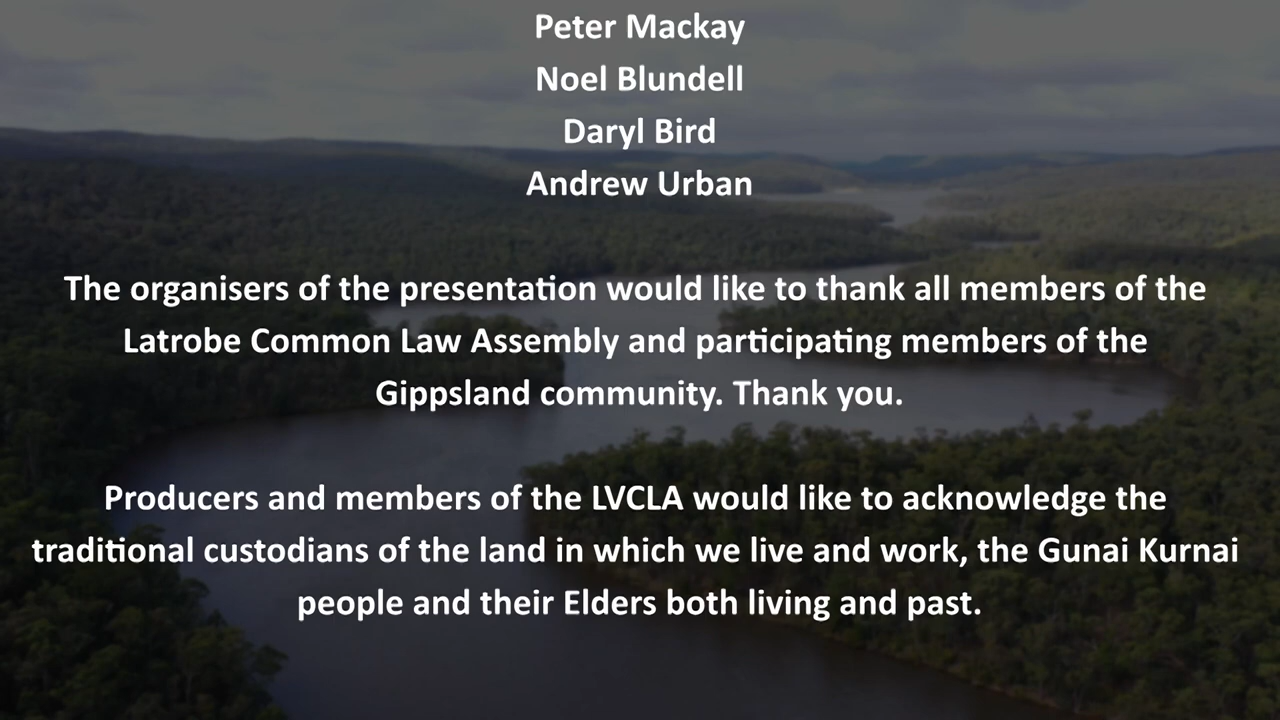 Peter Mackay
Noel Blundell
Daryl Bird
Andrew Urban
The organisers of the presentation would like to thank all members of the
Latrobe Common Law Assembly and participating members of the
Gippsland community. Thank you.
Producers and members of the LVCLA would like to acknowledge the
traditional custodians of the land in which we live and work, the Gunai Kurnai
people and their Elders both living and past.